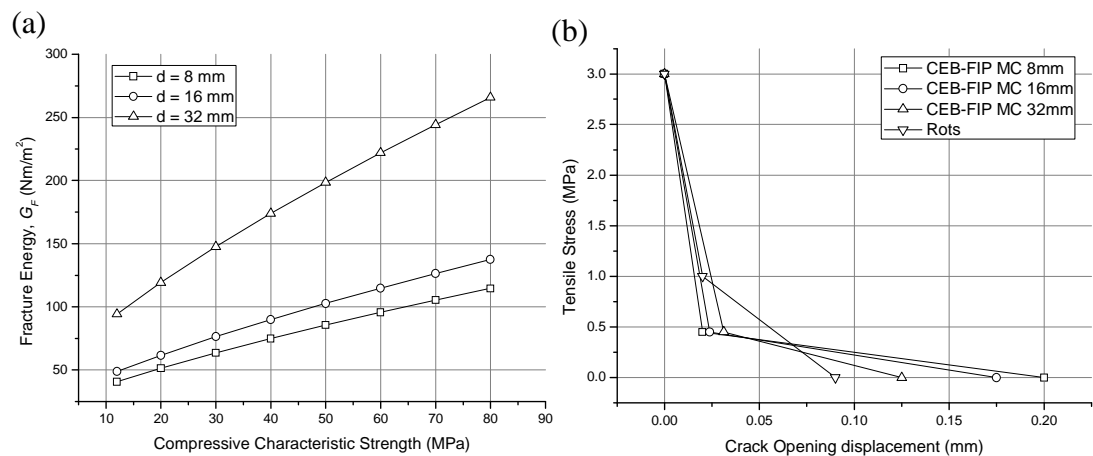 (a)
300
250
200
150
100
50
Fracture Energy, G_F (Nm/m²)
d = 8 mm
d = 16 mm
d = 32 mm
10 20 30 40 50 60 70 80 90
Compressive Characteristic Strength (MPa)
(b)
3.0
2.5
2.0
1.5
1.0
0.5
0.0
Tensile Stress (MPa)
CEB-FIP MC 8mm
CEB-FIP MC 16mm
CEB-FIP MC 32mm
Rots
0.00 0.05 0.10 0.15 0.20
Crack Opening displacement (mm)